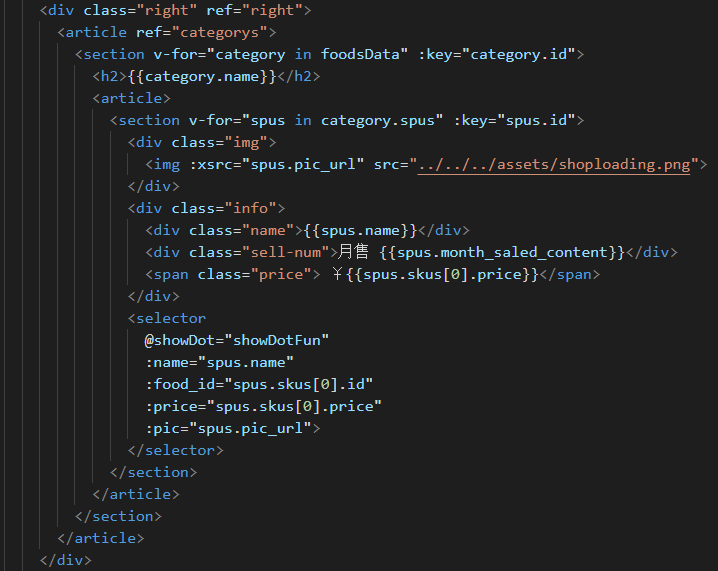 <div class="right" ref="right">
<article ref="categorys">
<section v-for="category in foodsData" :key="category.id">
<h2>{{category.name}}</h2>
<article>
<section v-for="spus in category.spus" :key="spus.id">
<div class="img">
<img :xsrc="spus.pic_url" src="../../../assets/shoploading.png">
</div>
<div class="info">
<div class="name">{{spus.name}}</div>
<div class="sell-num">月售 {{spus.month_saled_content}}</div>
<span class="price"> ¥{{spus.skus[0].price}}</span>
</div>
<selector
@showDot="showDotFun"
:name="spus.name"
:food_id="spus.skus[0].id"
:price="spus.skus[0].price"
:pic="spus.pic_url">
</selector>
</section>
</article>
</section>
</article>
</div>